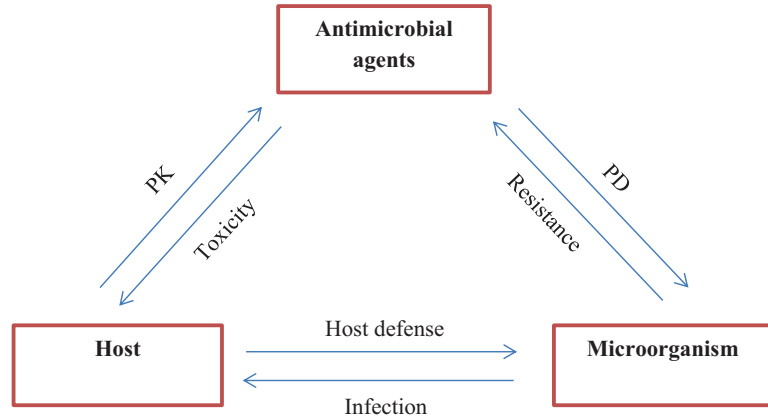 Antimicrobial
agents
PK
Toxicity
PD
Resistance
Host
Host defense
Microorganism
Infection